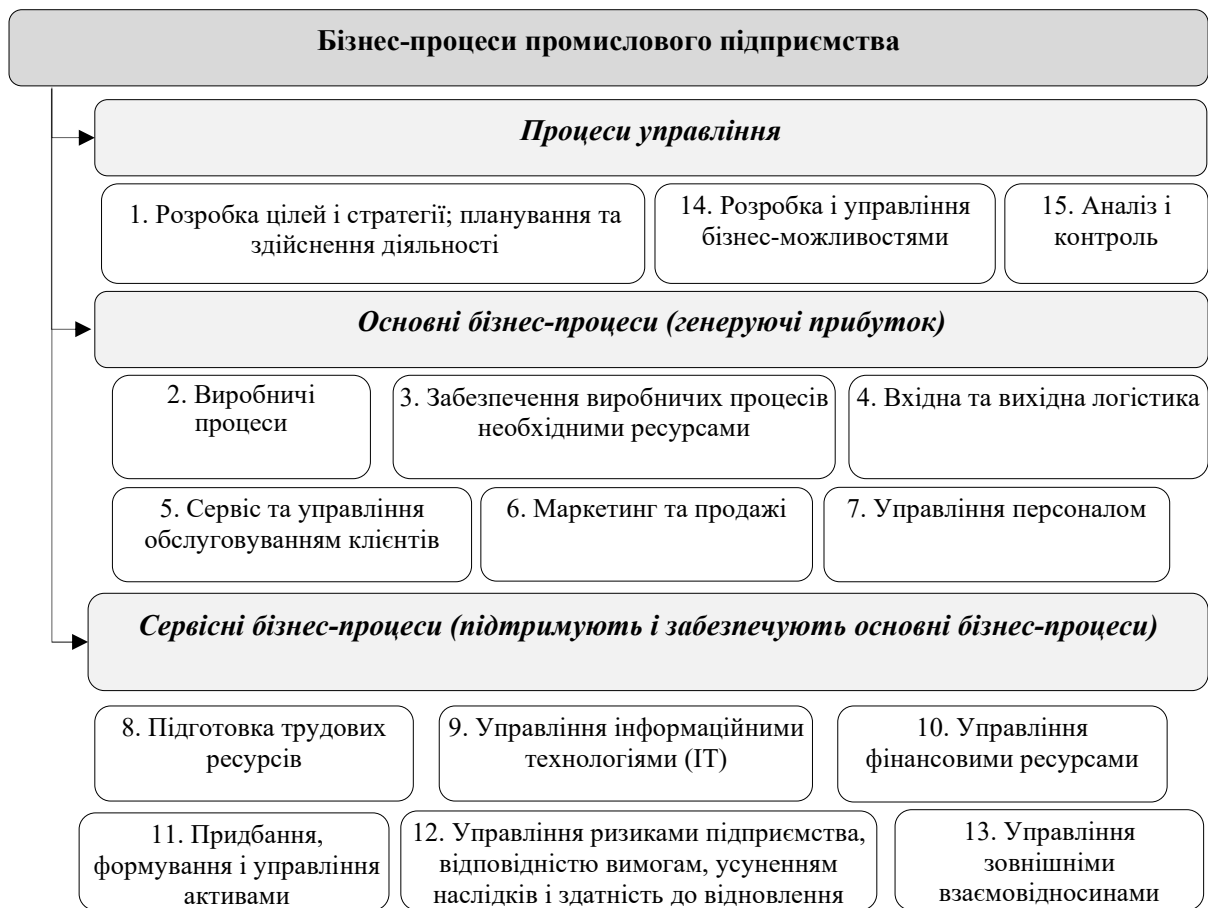 Бізнес-процеси промислового підприємства
Процеси управління
1. Розробка цілей і стратегії; планування та
здійснення діяльності
14. Розробка і управління
бізнес-можливостями
15. Аналіз і
контроль
Основні бізнес-процеси (генеруючі прибуток)
2. Виробничі
процеси
3. Забезпечення виробничих процесів
необхідними ресурсами
4. Вхідна та вихідна логістика
5. Сервіс та управління
обслуговуванням клієнтів
6. Маркетинг та продажі
7. Управління персоналом
Сервісні бізнес-процеси (підтримують і забезпечують основні бізнес-процеси)
8. Підготовка трудових
ресурсів
9. Управління інформаційними
технологіями (ІТ)
10. Управління
фінансовими ресурсами
11. Придбання,
формування і управління
активами
12. Управління ризиками підприємства,
відповідністю вимогам, усуненням
наслідків і здатність до відновлення
13. Управління
зовнішніми
взаємовідносинами